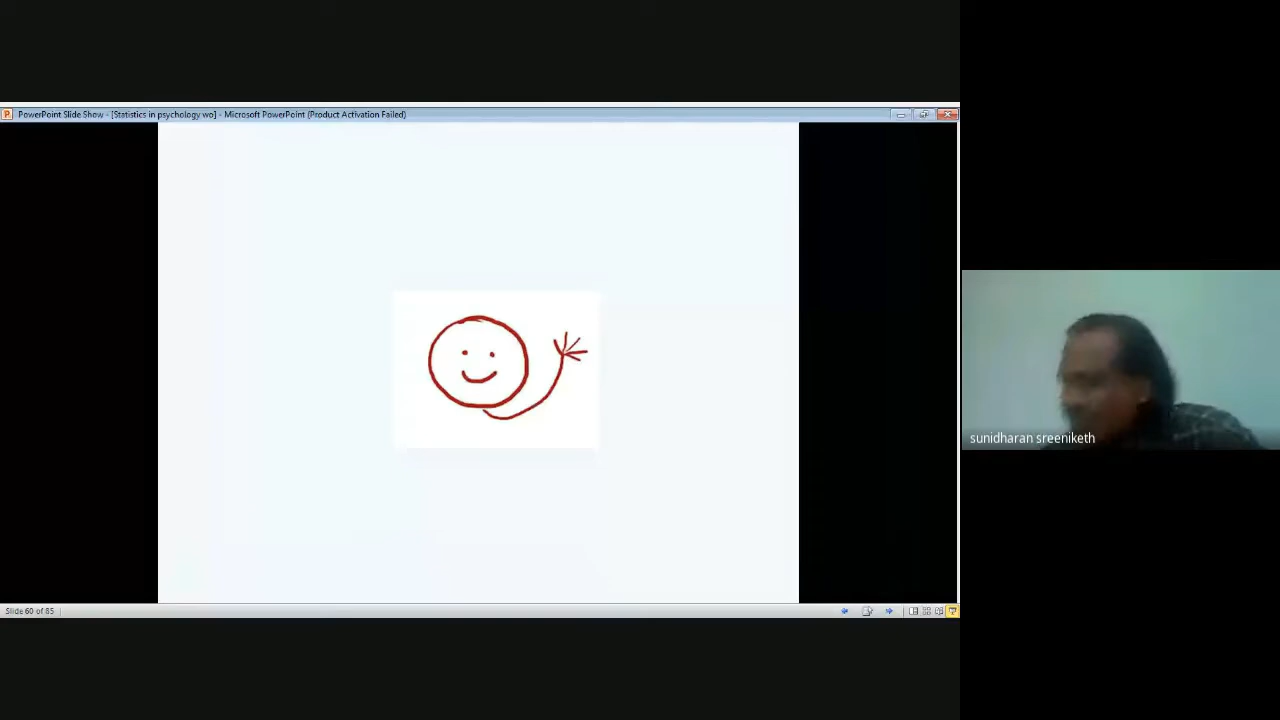 PowerPoint Slide Show - [Statistics in psychology wo] - Microsoft PowerPoint (Product Activation Failed)
sunidharan sreeniketh
Slide 60 of 85